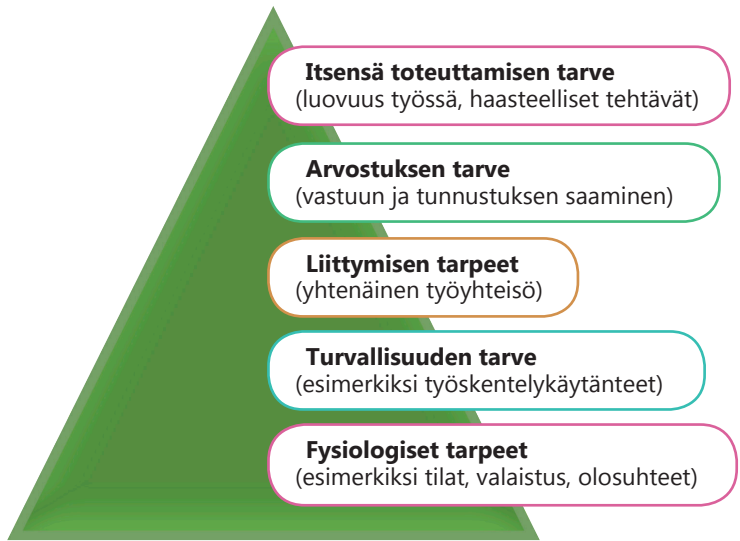 Itsensä toteuttamisen tarve
(luovuus työssä, haasteelliset tehtävät)
Arvostuksen tarve
(vastuun ja tunnustuksen saaminen)
Liittymisen tarpeet
(yhtenäinen työyhteisö)
Turvallisuuden tarve
(esimerkiksi työskentelykäytänteet)
Fysiologiset tarpeet
(esimerkiksi tilat, valaistus, olosuhteet)